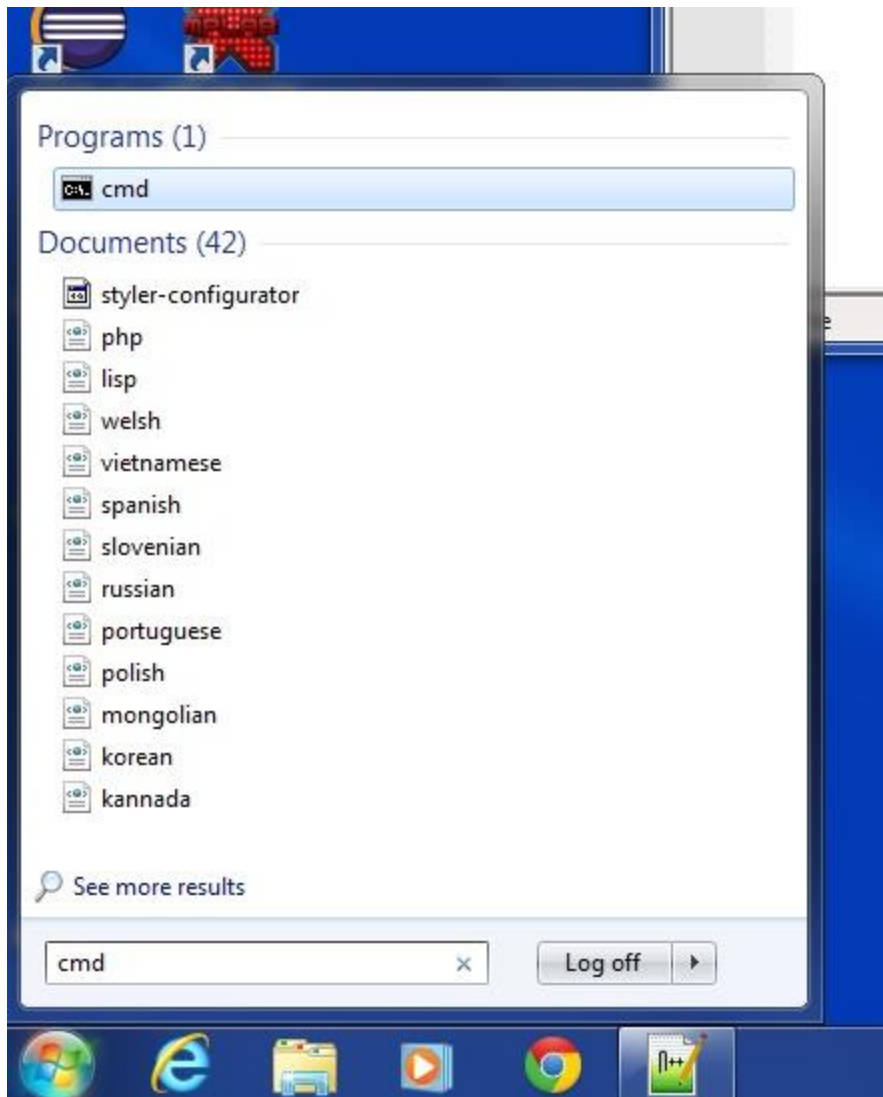 MPLAB
Programs (1)
C:\.
cmd
Documents (42)
styler-configurator
php
lisp
welsh
vietnamese
spanish
slovenian
russian
portuguese
polish
mongolian
korean
kannada
See more results
cmd
Log off
e
n++